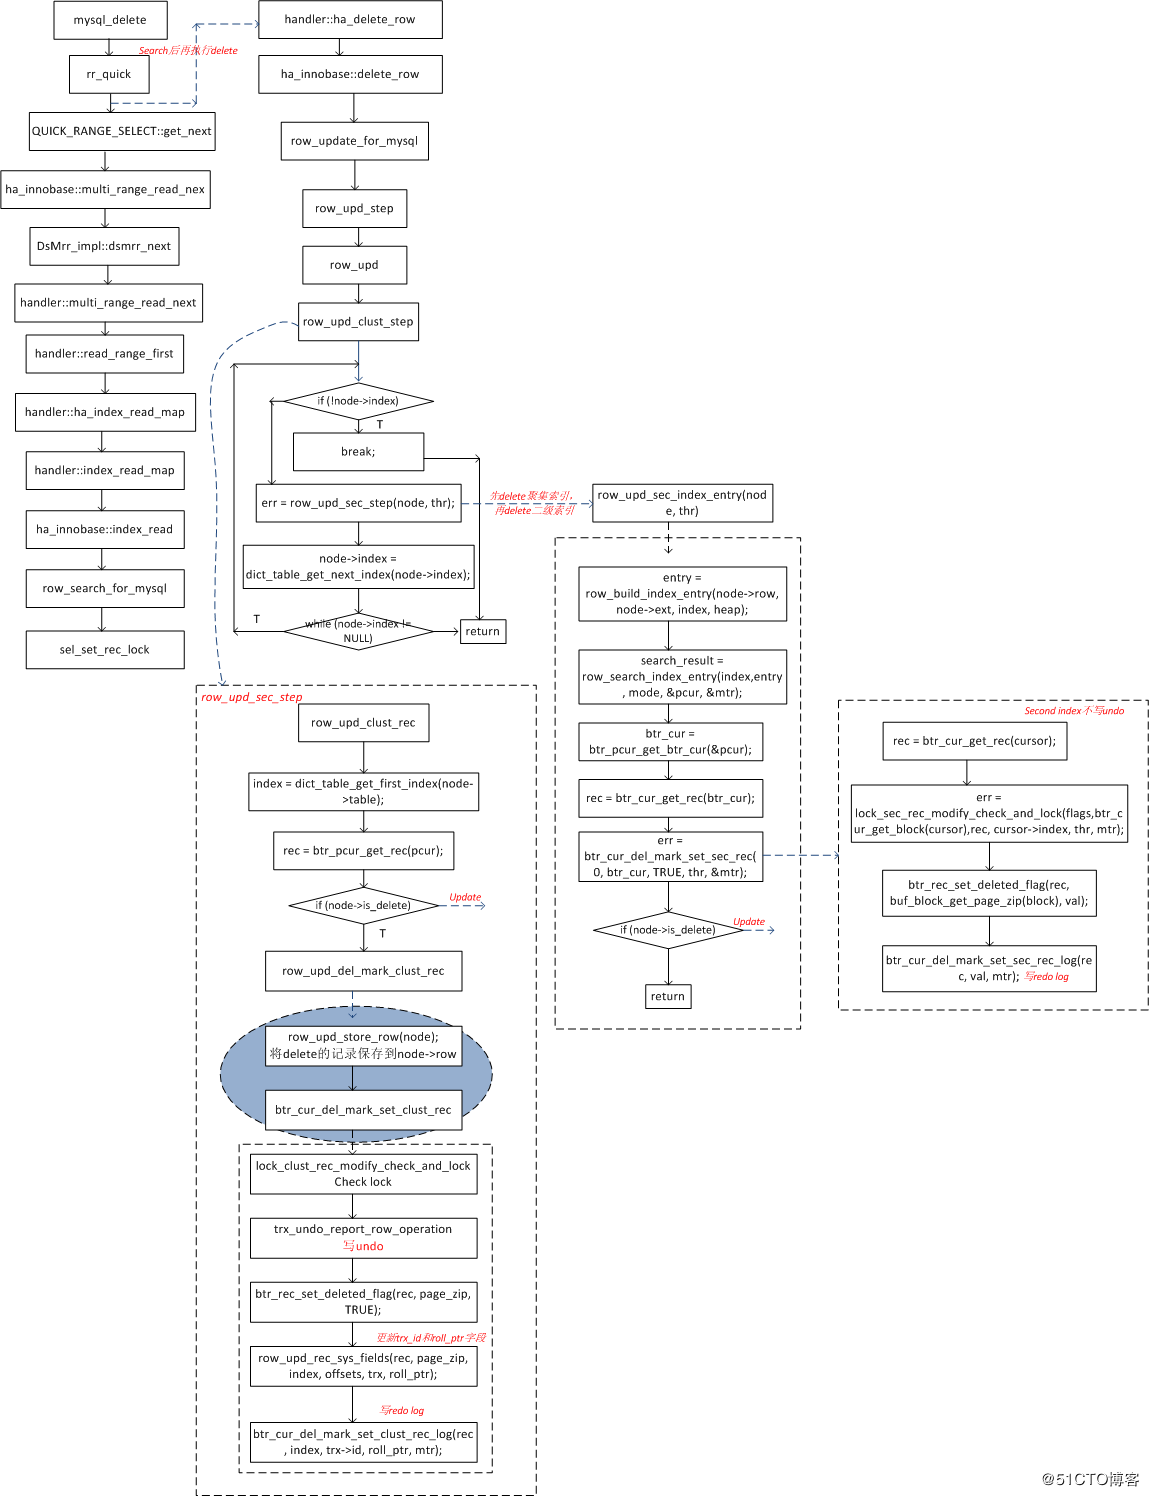 mysql_delete
Search后再执行delete
rr_quick
QUICK_RANGE_SELECT::get_next
ha_innobase::multi_range_read_nex
DsMrr_impl::dsmrr_next
handler::multi_range_read_next
handler::read_range_first
handler::ha_index_read_map
handler::index_read_map
ha_innobase::index_read
row_search_for_mysql
sel_set_rec_lock
handler::ha_delete_row
ha_innobase::delete_row
row_update_for_mysql
row_upd_step
row_upd
row_upd_clust_step
if (!node->index)
T
break;
err = row_upd_sec_step(node, thr);
node->index =
dict_table_get_next_index(node->index);
T
while (node->index !=
NULL)
return
先delete聚集索引，
再delete二级索引
row_upd_sec_index_entry(nod
e, thr)
entry =
row_build_index_entry(node->row,
node->ext, index, heap);
search_result =
row_search_index_entry(index,entry
, mode, &pcur, &mtr);
btr_cur =
btr_pcur_get_btr_cur(&pcur);
rec = btr_cur_get_rec(btr_cur);
err =
btr_cur_del_mark_set_sec_rec(
0, btr_cur, TRUE, thr, &mtr);
if (node->is_delete)
Update
return
Second index不写undo
rec = btr_cur_get_rec(cursor);
err =
lock_sec_rec_modify_check_and_lock(flags,btr_c
ur_get_block(cursor),rec, cursor->index, thr, mtr);
btr_rec_set_deleted_flag(rec,
buf_block_get_page_zip(block), val);
btr_cur_del_mark_set_sec_rec_log(re
c, val, mtr); 写redo log
row_upd_sec_step
row_upd_clust_rec
index = dict_table_get_first_index(node-
>table);
rec = btr_pcur_get_rec(pcur);
if (node->is_delete)
Update
T
row_upd_del_mark_clust_rec
row_upd_store_row(node);
将delete的记录保存到node->row
btr_cur_del_mark_set_clust_rec
lock_clust_rec_modify_check_and_lock
Check lock
trx_undo_report_row_operation
写undo
btr_rec_set_deleted_flag(rec, page_zip,
TRUE);
更新trx_id和roll_ptr字段
row_upd_rec_sys_fields(rec, page_zip,
index, offsets, trx, roll_ptr);
写redo log
btr_cur_del_mark_set_clust_rec_log(rec
, index, trx->id, roll_ptr, mtr);
@51CTO博客